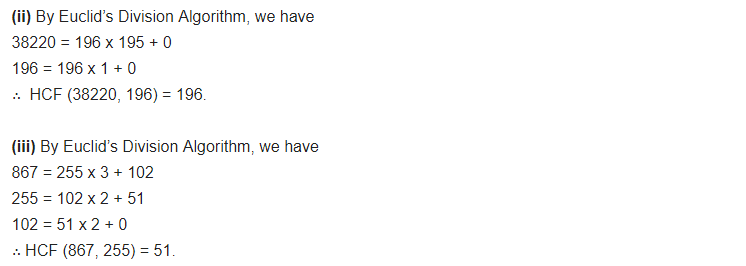 (ii) By Euclid’s Division Algorithm, we have
38220 = 196 x 195 + 0
196 = 196 x 1 + 0
∴ HCF (38220, 196) = 196.
(iii) By Euclid’s Division Algorithm, we have
867 = 255 x 3 + 102
255 = 102 x 2 + 51
102 = 51 x 2 + 0
∴ HCF (867, 255) = 51.